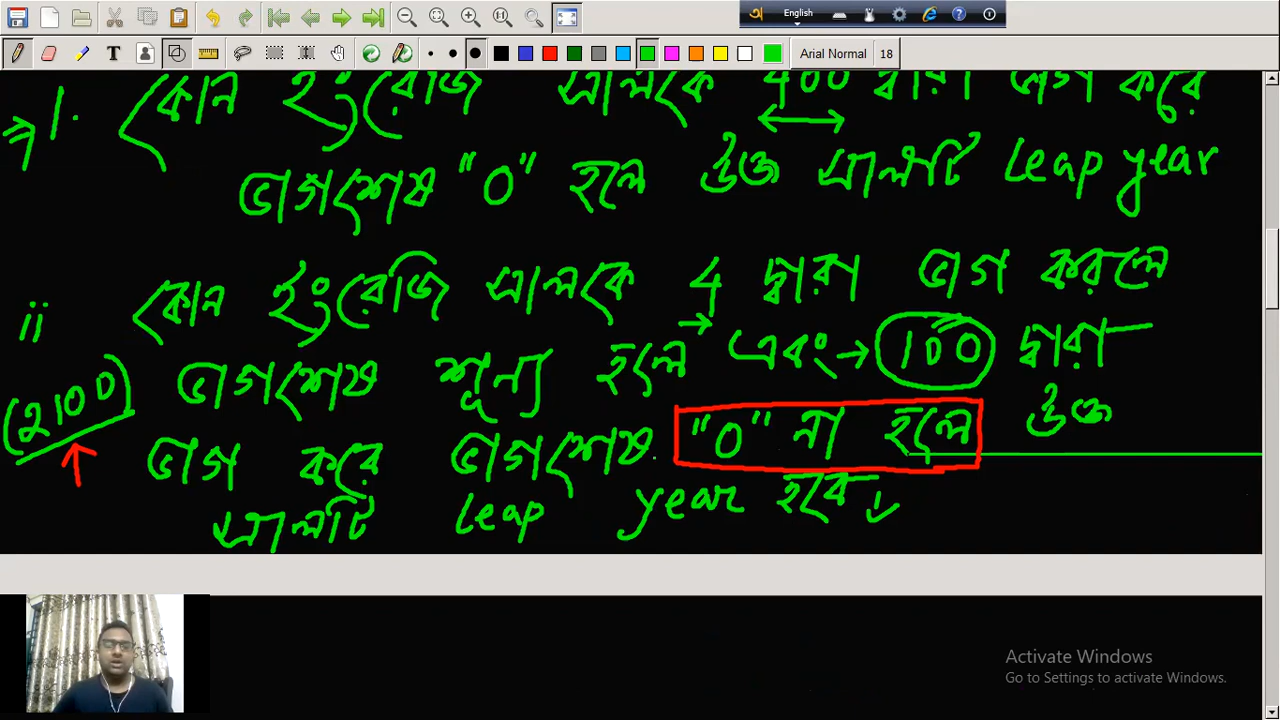 English
Arial Normal 18
⇒ 1. কোন ইংরেজি সালকে 400 দ্বারা ভাগ করে
ভাগশেষ "0" হলে উক্ত সালটি leap year
ii কোন ইংরেজি সালকে 4 দ্বারা ভাগ করলে
ভাগশেষ শূন্য হলে এবং → 100 দ্বারা
(2100)
ভাগ করে ভাগশেষ "0" না হলে উক্ত
সালটি leap year হবে
Activate Windows
Go to Settings to activate Windows.